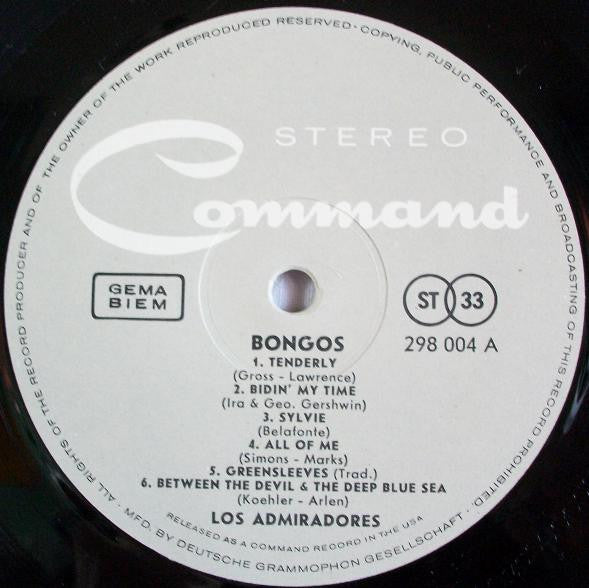 ALL RIGHTS OF THE RECORD PRODUCER AND OF THE OWNER OF THE WORK REPRODUCED RESERVED · COPYING, PUBLIC PERFORMANCE AND BROADCASTING OF THIS RECORD PROHIBITED ·
STEREO
Command
GEMA
BIEM
ST 33
298 004 A
BONGOS
1. TENDERLY
(Gross - Lawrence)
2. BIDIN' MY TIME
(Ira & Geo. Gershwin)
3. SYLVIE
(Belafonte)
4. ALL OF ME
(Simons - Marks)
5. GREENSLEEVES (Trad.)
6. BETWEEN THE DEVIL & THE DEEP BLUE SEA
(Koehler - Arlen)
LOS ADMIRADORES
RELEASED AS A COMMAND RECORD IN THE USA
MFD. BY DEUTSCHE GRAMMOPHON GESELLSCHAFT ·